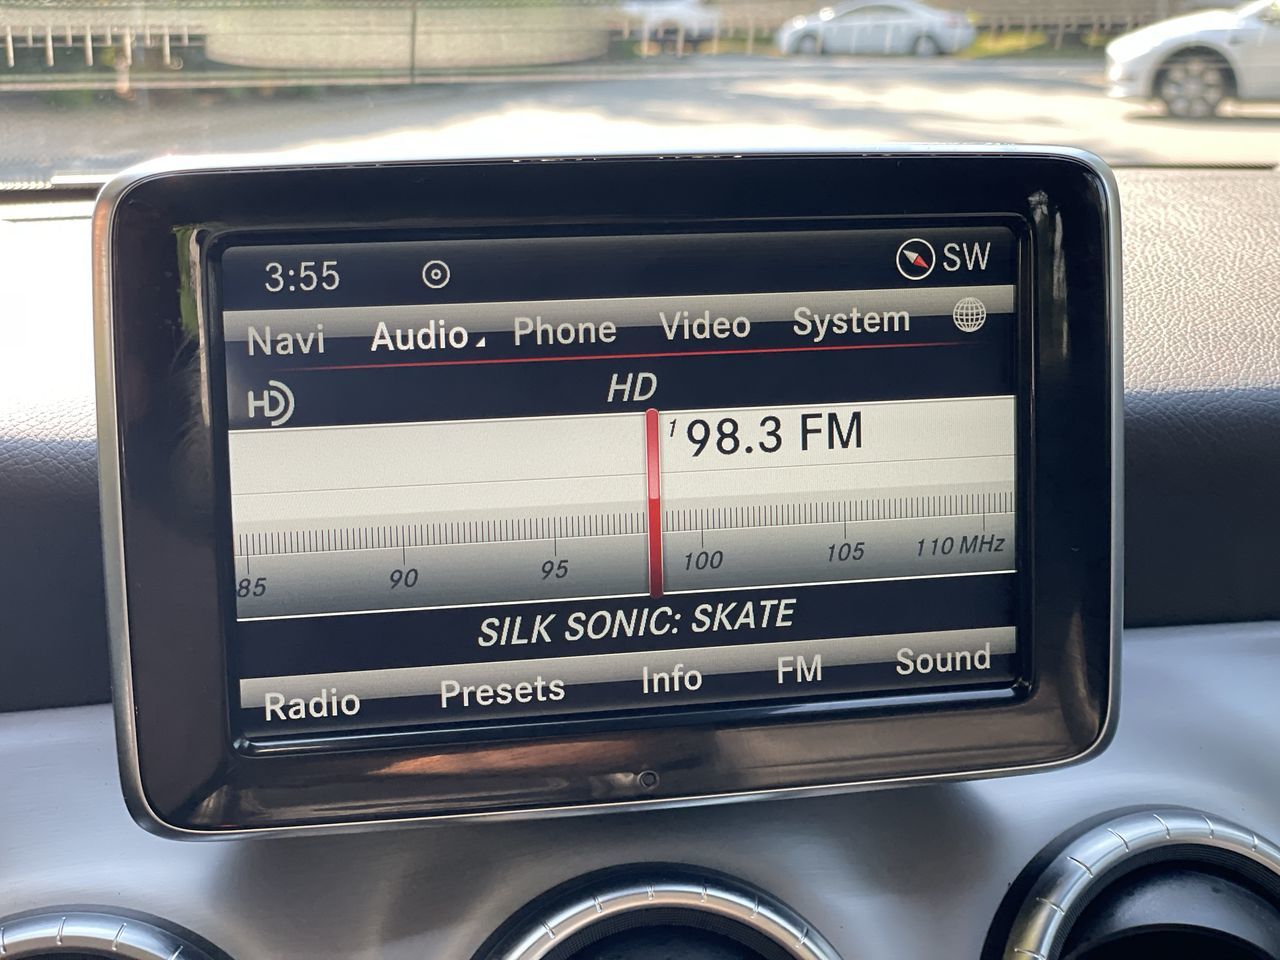 3:55 SW
Navi Audio Phone Video System
HD HD
1 98.3 FM
85 90 95 100 105 110 MHz
SILK SONIC: SKATE
Radio Presets Info FM Sound